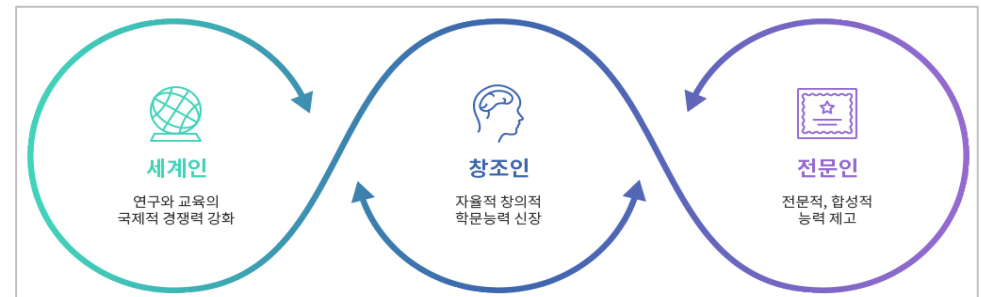 세계인
연구와 교육의
국제적 경쟁력 강화
창조인
자율적 창의적
학문능력 신장
전문인
전문적, 합성적
능력 제고